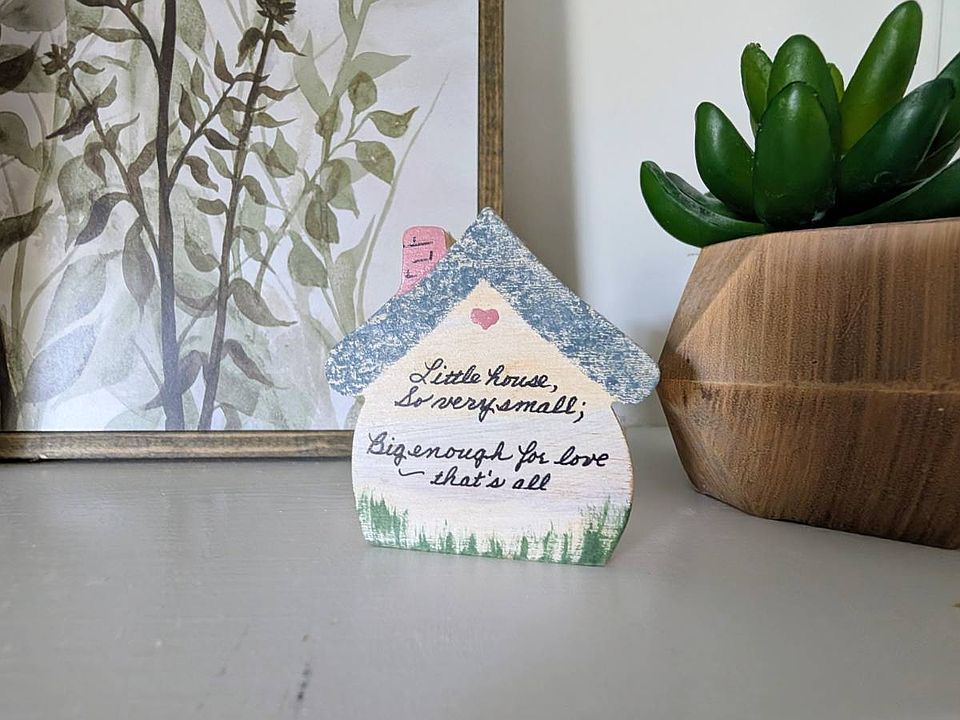 Little house,
So very small;
Big enough for love
— that's all